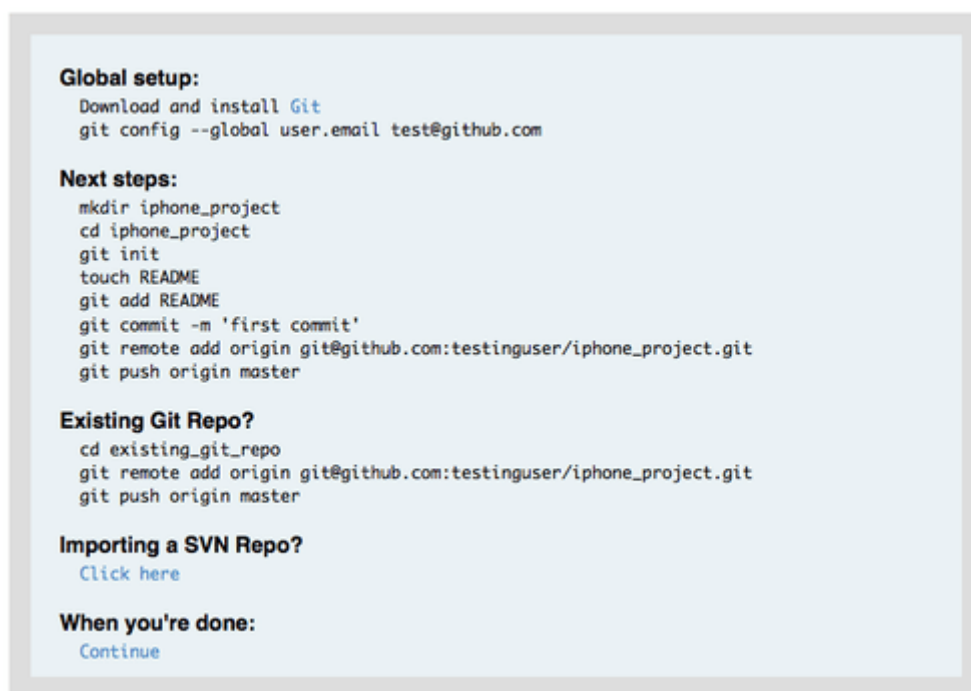 Global setup:
Download and install Git
git config --global user.email test@github.com
Next steps:
mkdir iphone_project
cd iphone_project
git init
touch README
git add README
git commit -m 'first commit'
git remote add origin git@github.com:testinguser/iphone_project.git
git push origin master
Existing Git Repo?
cd existing_git_repo
git remote add origin git@github.com:testinguser/iphone_project.git
git push origin master
Importing a SVN Repo?
Click here
When you're done:
Continue